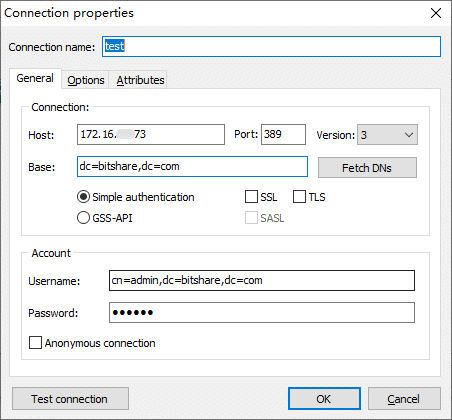 Connection properties
Connection name: test
General Options Attributes
Connection:
Host: 172.16. 73 Port: 389 Version: 3
Base: dc=bitshare,dc=com Fetch DNs
Simple authentication SSL TLS
GSS-API SASL
Account
Username: cn=admin,dc=bitshare,dc=com
Password: ●●●●●●
Anonymous connection
Test connection OK Cancel